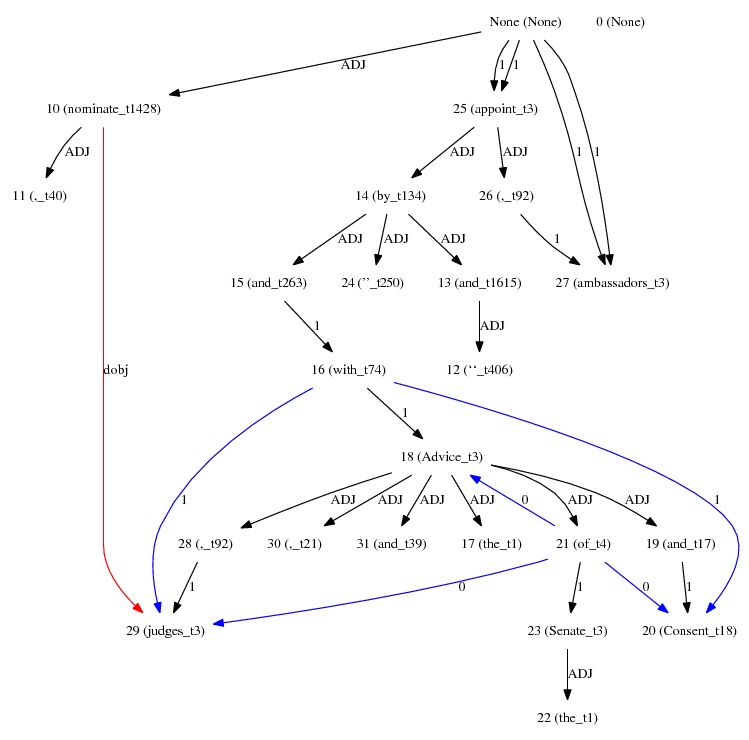 None (None) 0 (None)
ADJ 1 1
10 (nominate_t1428) 25 (appoint_t3)
ADJ ADJ ADJ 1 1
11 (,_t40) 14 (by_t134) 26 (,_t92)
ADJ ADJ ADJ 1
15 (and_t263) 24 (’’_t250) 13 (and_t1615) 27 (ambassadors_t3)
1 ADJ
dobj 16 (with_t74) 12 (‘‘_t406)
1
18 (Advice_t3)
1 ADJ ADJ ADJ ADJ 0 ADJ ADJ 1
28 (,_t92) 30 (,_t21) 31 (and_t39) 17 (the_t1) 21 (of_t4) 19 (and_t17)
1 0 1 0 1
29 (judges_t3) 23 (Senate_t3) 20 (Consent_t18)
ADJ
22 (the_t1)